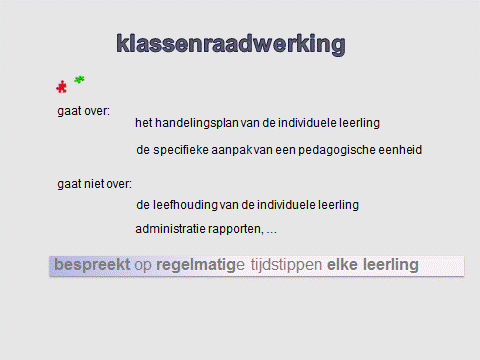 klassenraadwerking
gaat over:
het handelingsplan van de individuele leerling
de specifieke aanpak van een pedagogische eenheid
gaat niet over:
de leefhouding van de individuele leerling
administratie rapporten, …
bespreekt op regelmatige tijdstippen elke leerling